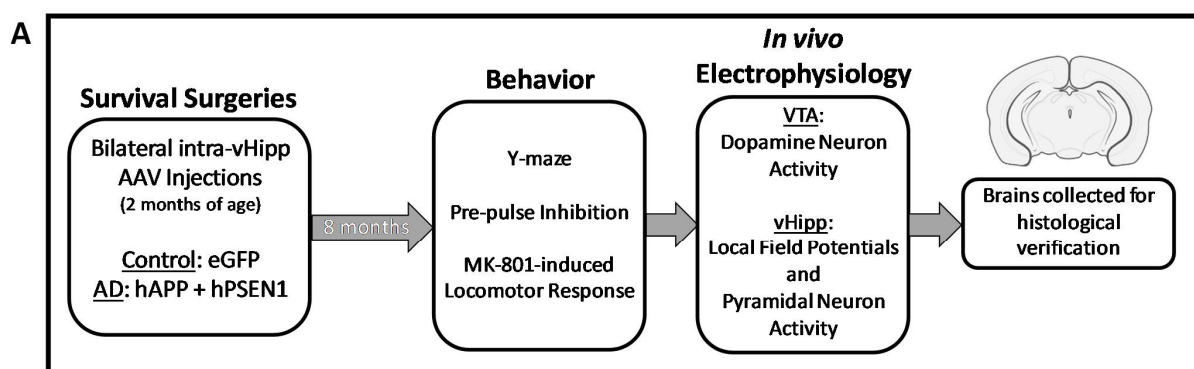 A
Survival Surgeries
Bilateral intra-vHipp
AAV Injections
(2 months of age)
Control: eGFP
AD: hAPP + hPSEN1
8 months
Behavior
Y-maze
Pre-pulse Inhibition
MK-801-induced
Locomotor Response
In vivo
Electrophysiology
VTA:
Dopamine Neuron
Activity
vHipp:
Local Field Potentials
and
Pyramidal Neuron
Activity
Brains collected for
histological
verification